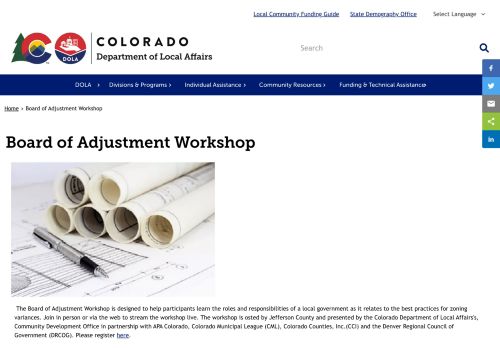 Local Community Funding Guide State Demography Office Select Language
COLORADO
Department of Local Affairs
CO
DOLA
Search
DOLA Divisions & Programs Individual Assistance Community Resources Funding & Technical Assistance
Home » Board of Adjustment Workshop
Board of Adjustment Workshop
The Board of Adjustment Workshop is designed to help participants learn the roles and responsibilities of a local government as it relates to the best practices for zoning
variances. Join in person or via the web to stream the workshop live. The workshop is osted by Jefferson County and presented by the Colorado Department of Local Affairs's,
Community Development Office in partnership with APA Colorado, Colorado Municipal League (CML), Colorado Counties, Inc.(CCI) and the Denver Regional Council of
Government (DRCOG). Please register here.